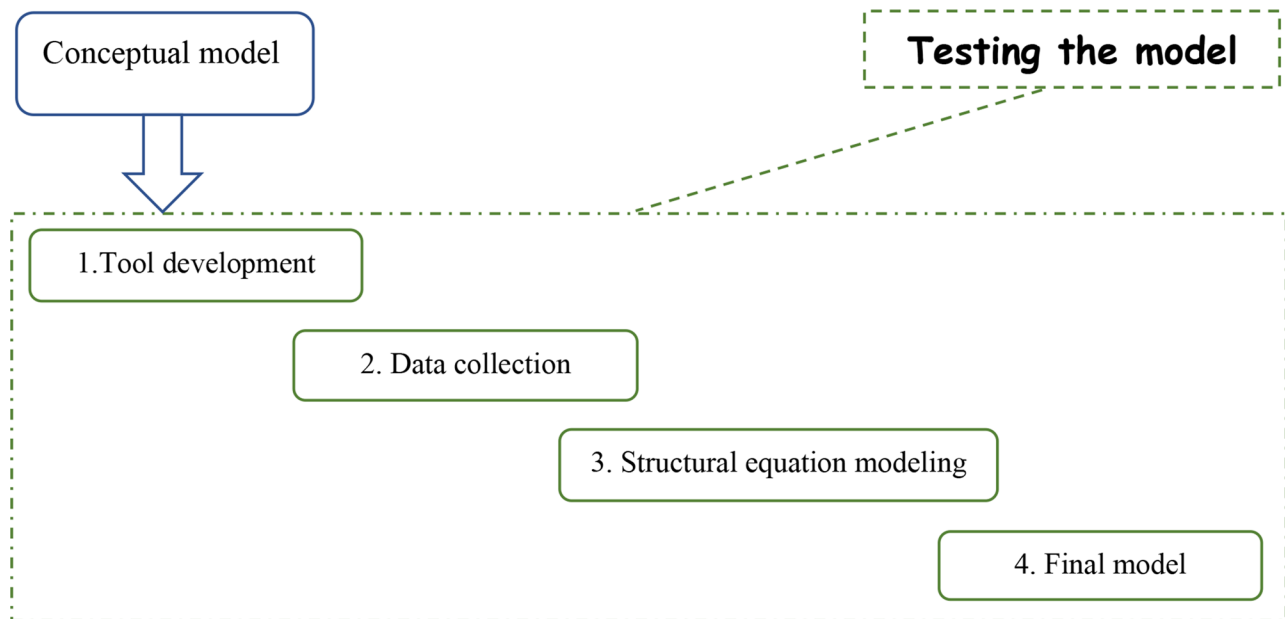 Conceptual model
Testing the model
1.Tool development
2. Data collection
3. Structural equation modeling
4. Final model